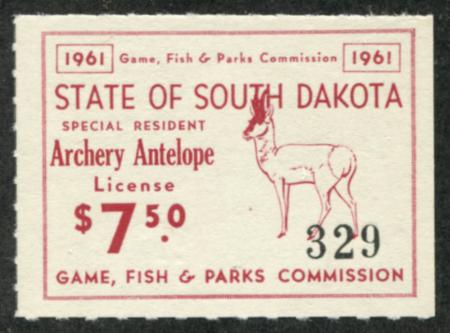 1961 Game, Fish & Parks Commission 1961
STATE OF SOUTH DAKOTA
SPECIAL RESIDENT
Archery Antelope
License
$7.50
329
GAME, FISH & PARKS COMMISSION